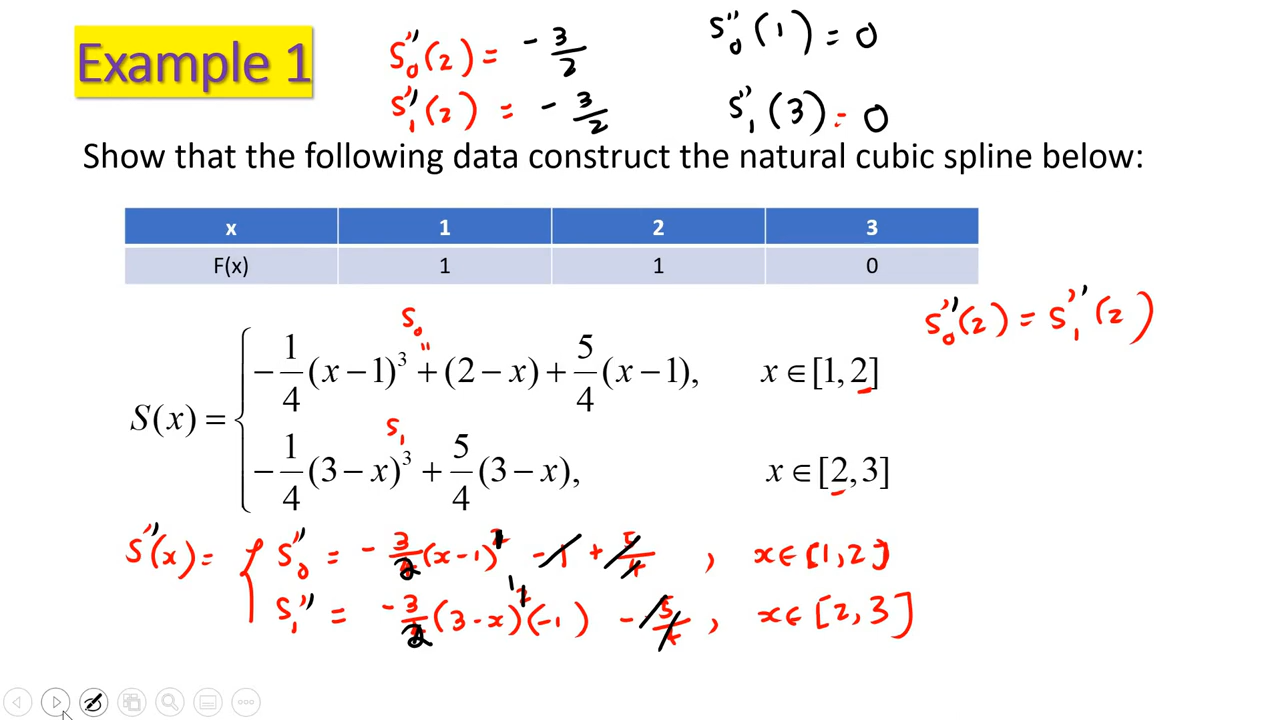 Example 1
S₀''(2) = -3/2
S₀''(1) = 0
S₁''(2) = -3/2
S₁''(3) = 0
Show that the following data construct the natural cubic spline below:
x 1 2 3
F(x) 1 1 0
S₀''(2) = S₁''(2)
S₀
S(x) = { -1/4 (x-1)³ + (2-x) + 5/4 (x-1), x ∈ [1, 2]
S₁
-1/4 (3-x)³ + 5/4 (3-x), x ∈ [2, 3]
S''(x) = { S₀'' = -3/2 (x-1)¹ -1 + 5/4 , x ∈ [1, 2]
S₁'' = -3/2 (3-x)¹ (-1) - 5/4 , x ∈ [2, 3]